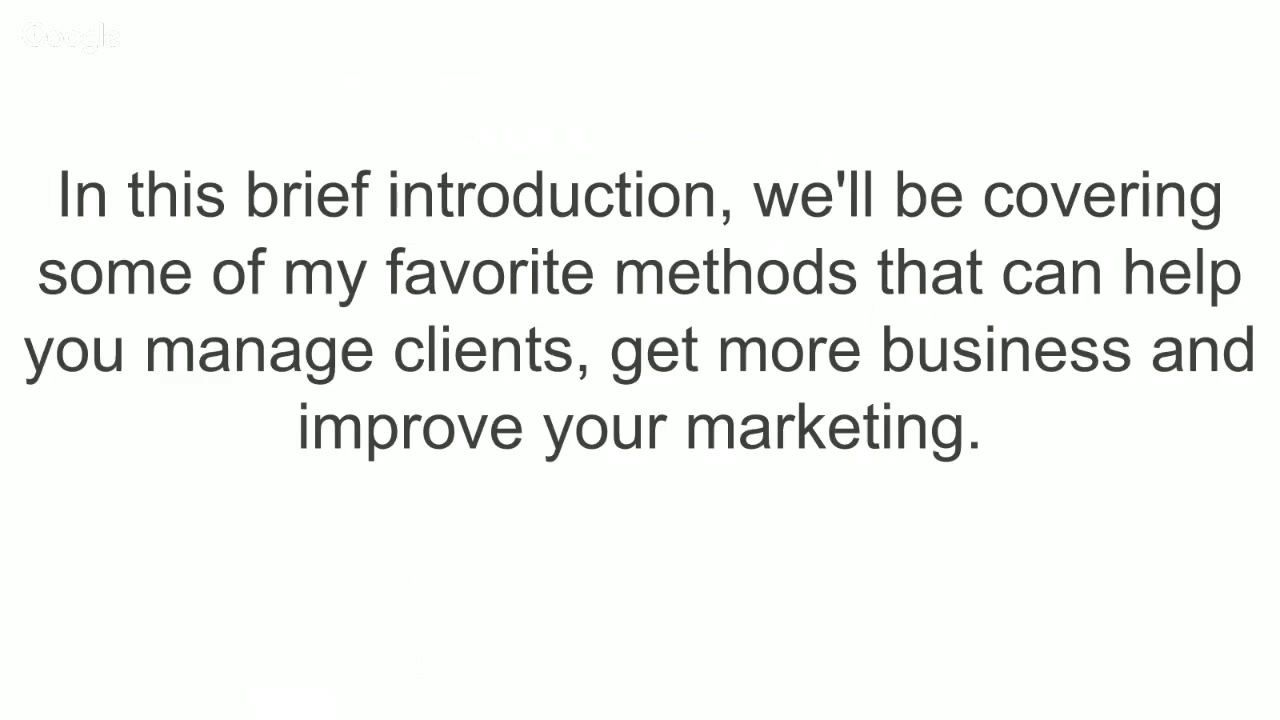 Google
In this brief introduction, we'll be covering
some of my favorite methods that can help
you manage clients, get more business and
improve your marketing.